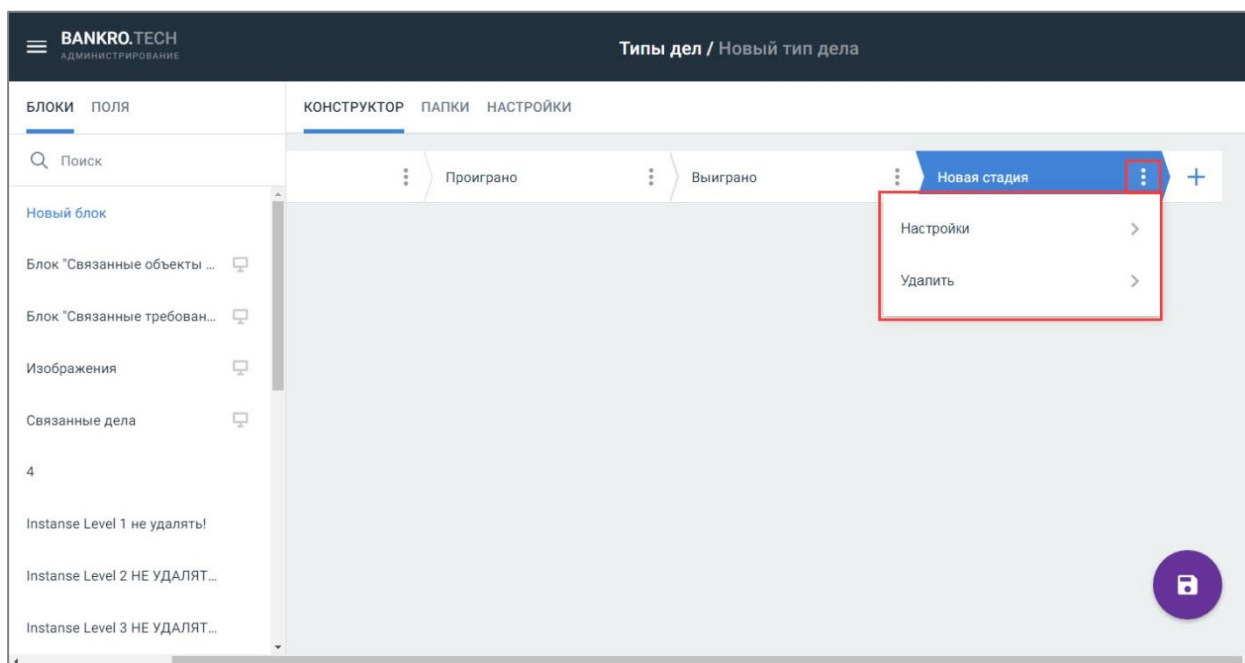 BANKRO.TECH
АДМИНИСТРИРОВАНИЕ
Типы дел / Новый тип дела
БЛОКИ ПОЛЯ
КОНСТРУКТОР ПАПКИ НАСТРОЙКИ
Поиск
Проиграно
Выиграно
Новая стадия
Настройки
Удалить
Новый блок
Блок "Связанные объекты ...
Блок "Связанные требован...
Изображения
Связанные дела
4
Instanse Level 1 не удалять!
Instanse Level 2 НЕ УДАЛЯТ...
Instanse Level 3 НЕ УДАЛЯТ...